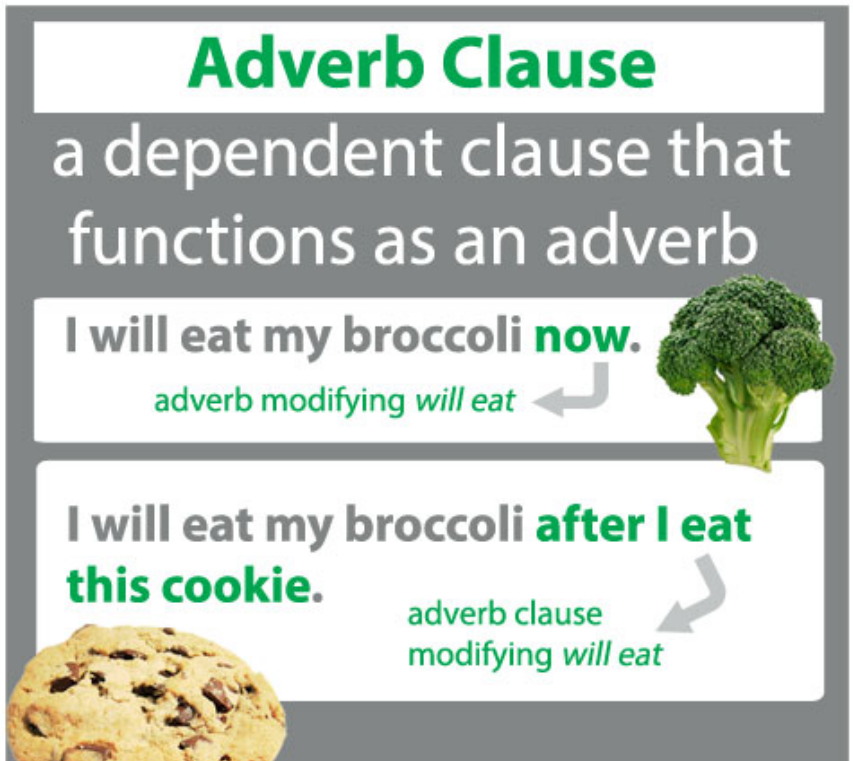 Adverb Clause
a dependent clause that
functions as an adverb
I will eat my broccoli now.
adverb modifying will eat
I will eat my broccoli after I eat
this cookie.
adverb clause
modifying will eat